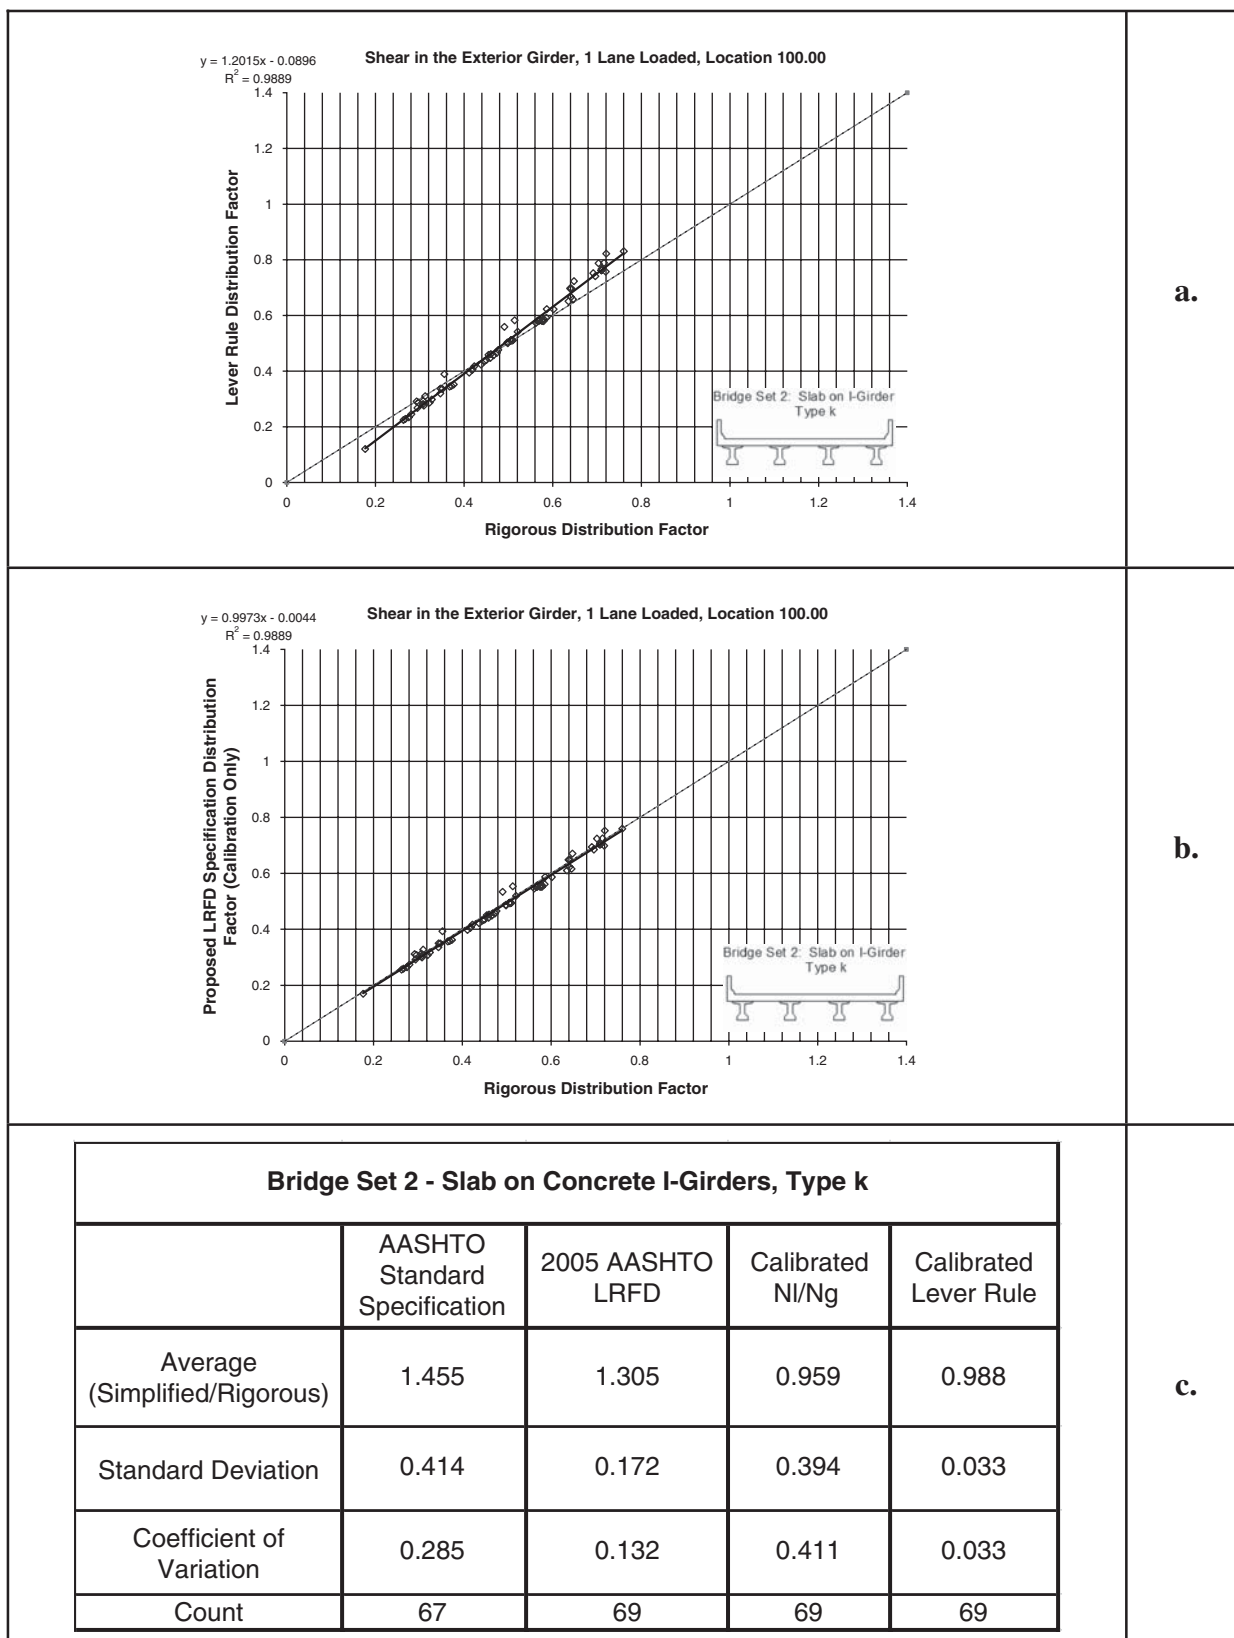 y = 1.2015x - 0.0896
R² = 0.9889
Shear in the Exterior Girder, 1 Lane Loaded, Location 100.00
Lever Rule Distribution Factor
1.4
1.2
1
0.8
0.6
0.4
0.2
0
0 0.2 0.4 0.6 0.8 1 1.2 1.4
Rigorous Distribution Factor
Bridge Set 2: Slab on I-Girder
Type k
a.
y = 0.9973x - 0.0044
R² = 0.9889
Shear in the Exterior Girder, 1 Lane Loaded, Location 100.00
Proposed LRFD Specification Distribution
Factor (Calibration Only)
1.4
1.2
1
0.8
0.6
0.4
0.2
0
0 0.2 0.4 0.6 0.8 1 1.2 1.4
Rigorous Distribution Factor
Bridge Set 2: Slab on I-Girder
Type k
b.
Bridge Set 2 - Slab on Concrete I-Girders, Type k
AASHTO
Standard
Specification
2005 AASHTO
LRFD
Calibrated
Nl/Ng
Calibrated
Lever Rule
Average
(Simplified/Rigorous)
1.455 1.305 0.959 0.988
Standard Deviation 0.414 0.172 0.394 0.033
Coefficient of
Variation
0.285 0.132 0.411 0.033
Count 67 69 69 69
c.